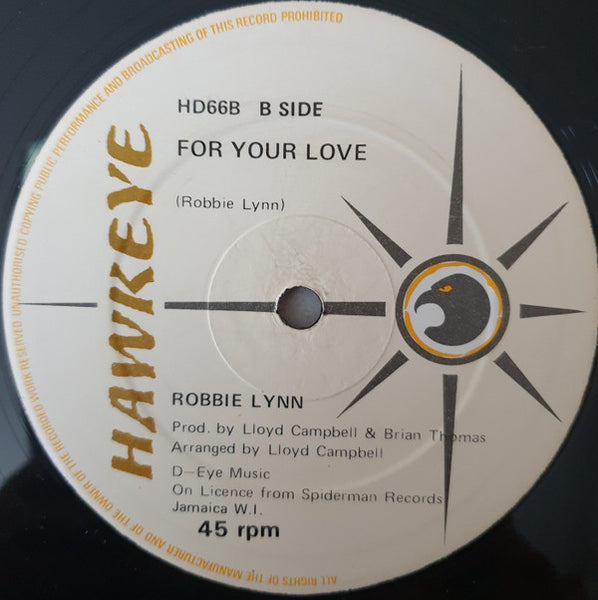 ALL RIGHTS OF THE MANUFACTURER AND OF THE OWNER OF THE RECORDED WORK RESERVED UNAUTHORISED COPYING PUBLIC PERFORMANCE AND BROADCASTING OF THIS RECORD PROHIBITED
HAWKEYE
HD66B B SIDE
FOR YOUR LOVE
(Robbie Lynn)
ROBBIE LYNN
Prod. by Lloyd Campbell & Brian Thomas
Arranged by Lloyd Campbell
D-Eye Music
On Licence from Spiderman Records
Jamaica W.I.
45 rpm